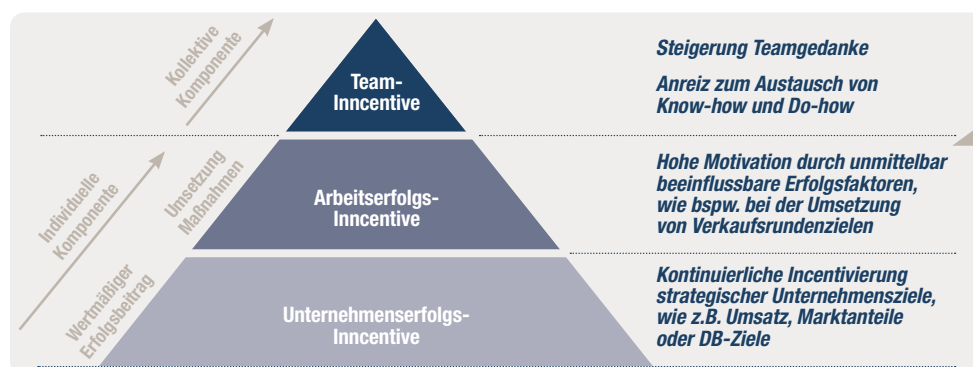 Kollektive
Komponente
Team-
Inncentive
Steigerung Teamgedanke
Anreiz zum Austausch von
Know-how und Do-how
Individuelle
Komponente
Umsetzung
Maßnahmen
Arbeitserfolgs-
Inncentive
Hohe Motivation durch unmittelbar
beeinflussbare Erfolgsfaktoren,
wie bspw. bei der Umsetzung
von Verkaufsrundenzielen
Wertmäßiger
Erfolgsbeitrag
Unternehmenserfolgs-
Inncentive
Kontinuierliche Incentivierung
strategischer Unternehmensziele,
wie z.B. Umsatz, Marktanteile
oder DB-Ziele